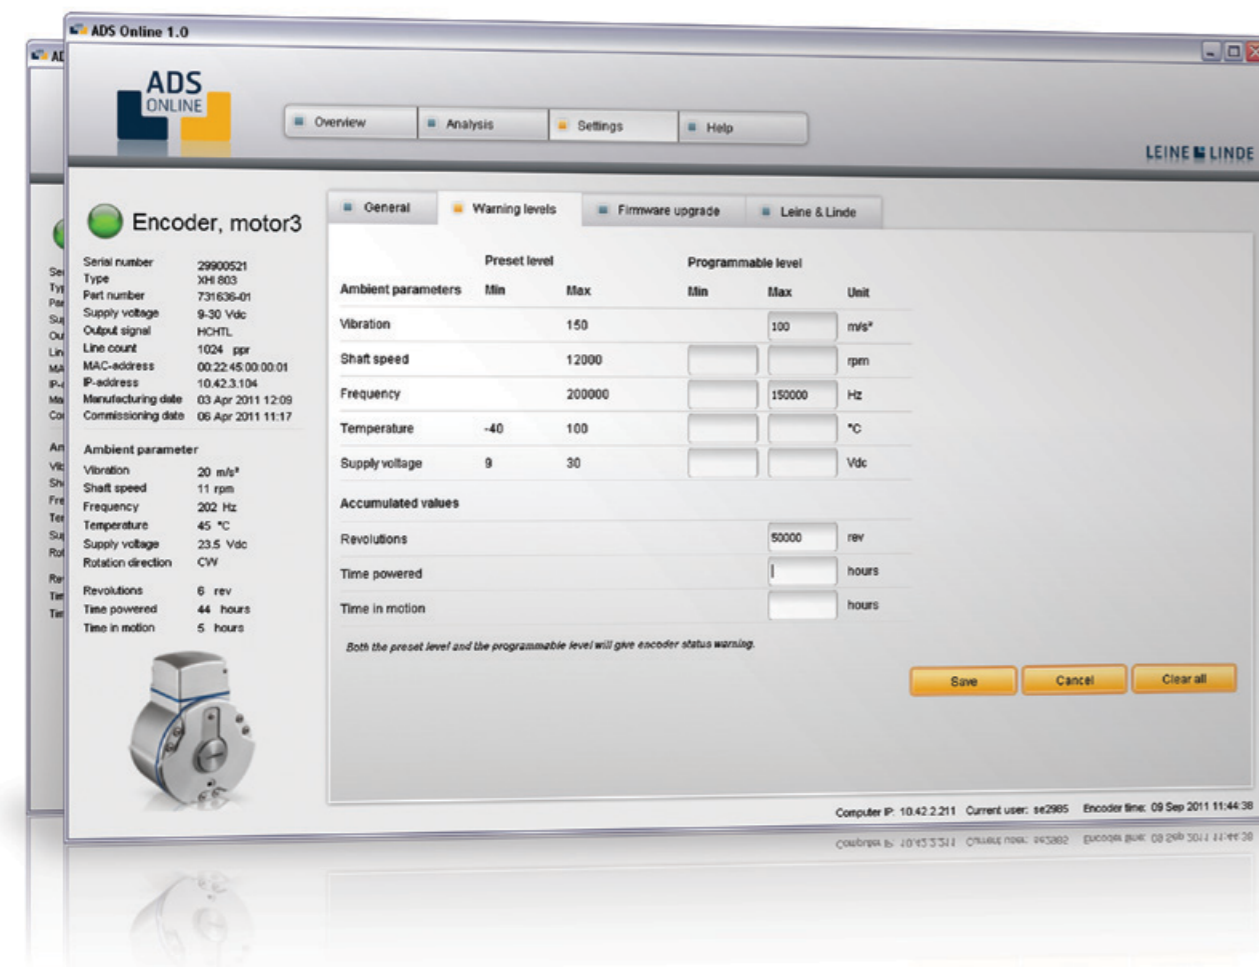 ADS Online 1.0
ADS
ONLINE
Overview Analysis Settings Help
LEINE LINDE
Encoder, motor3
Serial number 29900521
Type XHI 803
Part number 731636-01
Supply voltage 9-30 Vdc
Output signal HCHTL
Line count 1024 ppr
MAC-address 00:22:45:00:00:01
IP-address 10.42.3.104
Manufacturing date 03 Apr 2011 12:09
Commissioning date 06 Apr 2011 11:17
Ambient parameter
Vibration 20 m/s²
Shaft speed 11 rpm
Frequency 202 Hz
Temperature 45 °C
Supply voltage 23.5 Vdc
Rotation direction CW
Revolutions 6 rev
Time powered 44 hours
Time in motion 5 hours
General Warning levels Firmware upgrade Leine & Linde
Preset level Programmable level
Ambient parameters Min Max Min Max Unit
Vibration 150 100 m/s²
Shaft speed 12000 rpm
Frequency 200000 150000 Hz
Temperature -40 100 °C
Supply voltage 9 30 Vdc
Accumulated values
Revolutions 50000 rev
Time powered hours
Time in motion hours
Both the preset level and the programmable level will give encoder status warning.
Save Cancel Clear all
Computer IP: 10.42.2.211 Current user: se2985 Encoder time: 09 Sep 2011 11:44:38